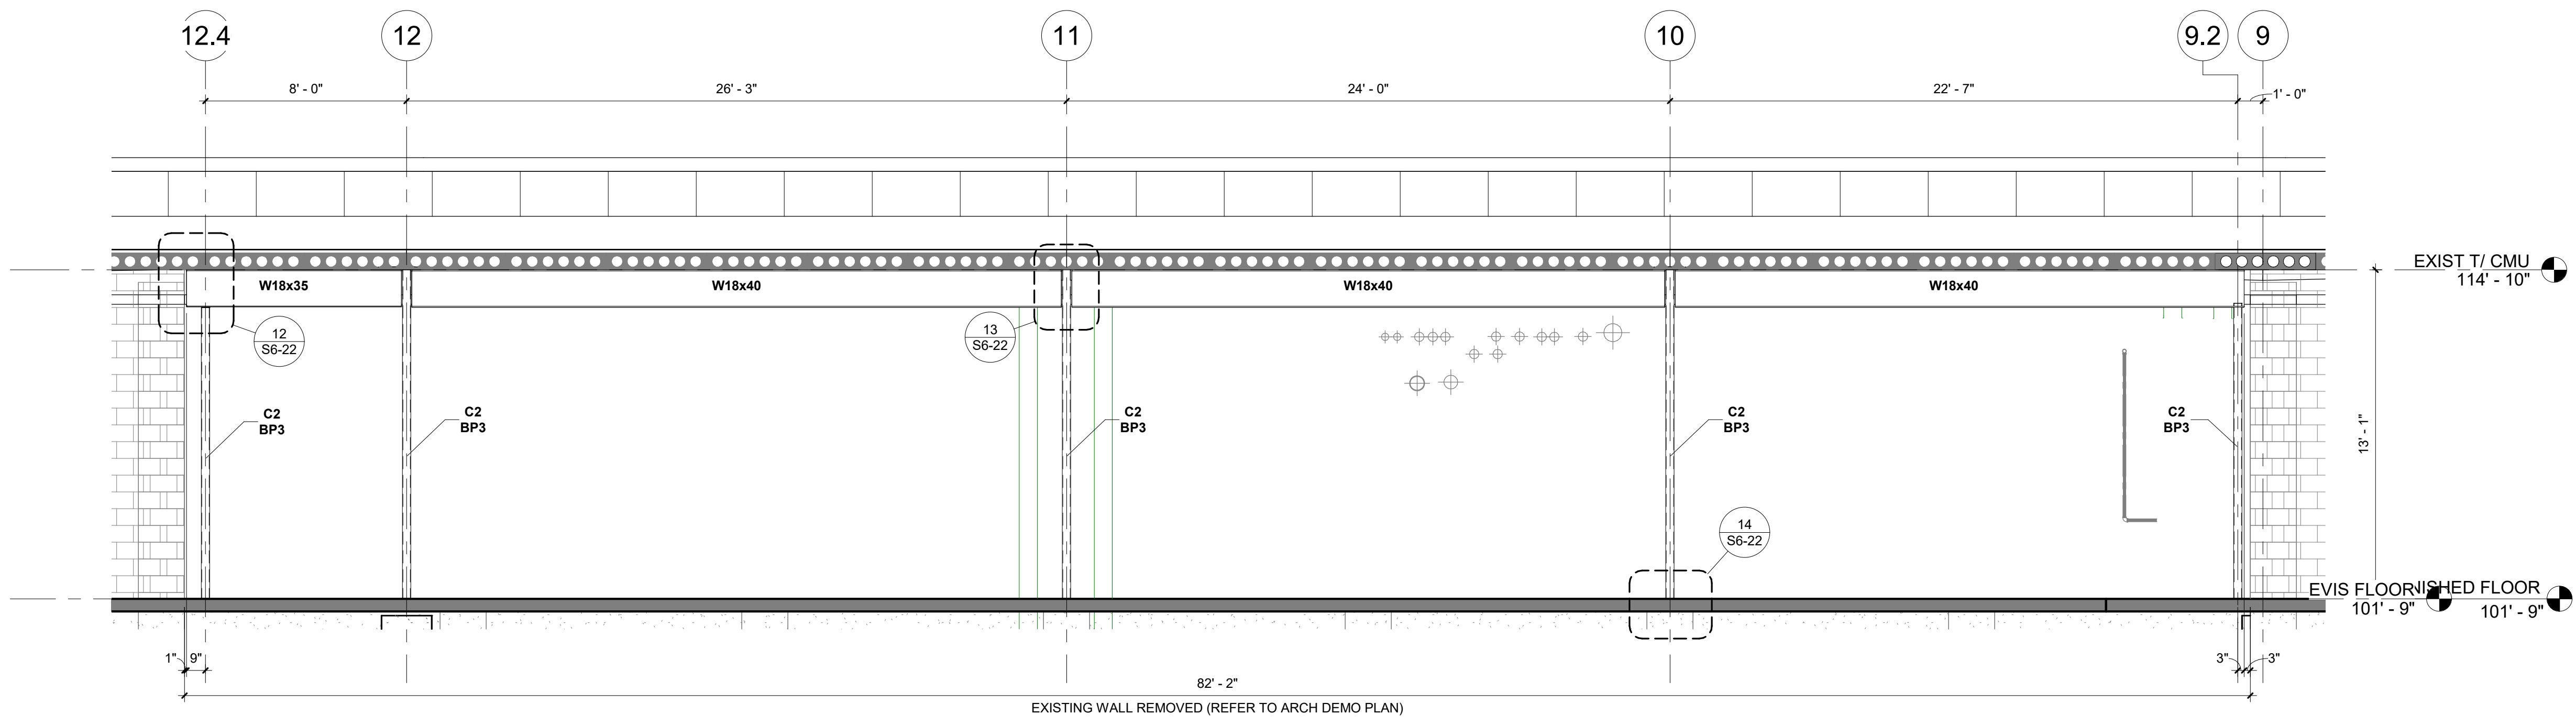 12.4
12
11
10
9.2
9
8' - 0"
26' - 3"
24' - 0"
22' - 7"
1' - 0"
W18x35
W18x40
W18x40
W18x40
EXIST T/ CMU
114' - 10"
12
S6-22
13
S6-22
C2
BP3
C2
BP3
C2
BP3
C2
BP3
C2
BP3
13' - 1"
14
S6-22
EVIS FLOOR
101' - 9"
NISHED FLOOR
101' - 9"
1"
9"
3"
3"
82' - 2"
EXISTING WALL REMOVED (REFER TO ARCH DEMO PLAN)